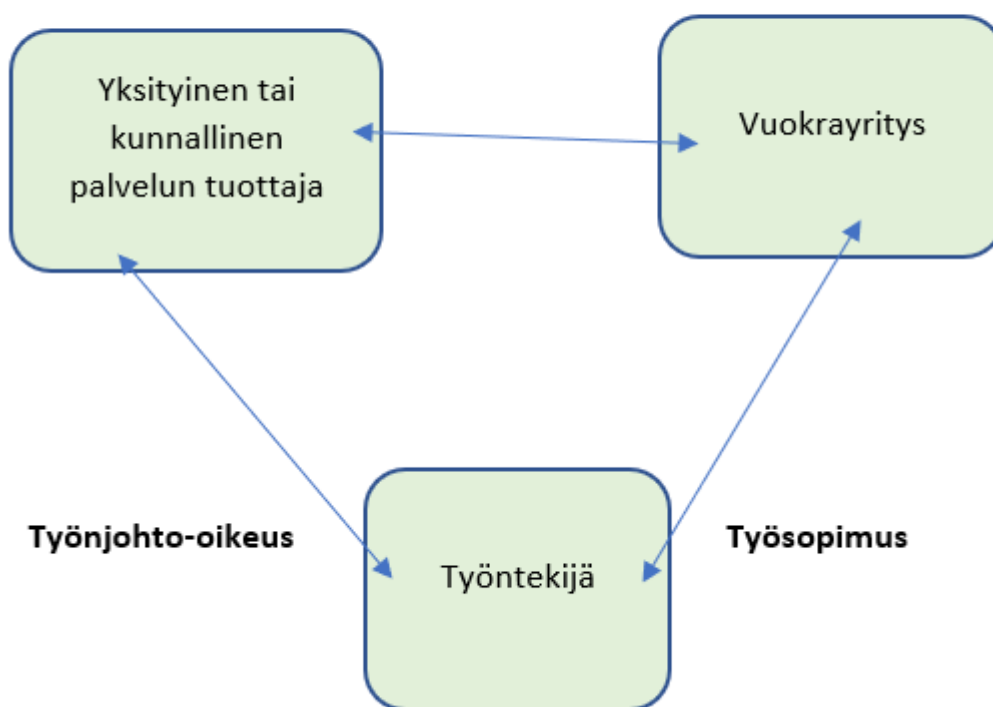 Yksityinen tai
kunnallinen
palvelun tuottaja
Vuokrayritys
Työnjohto-oikeus
Työsopimus
Työntekijä